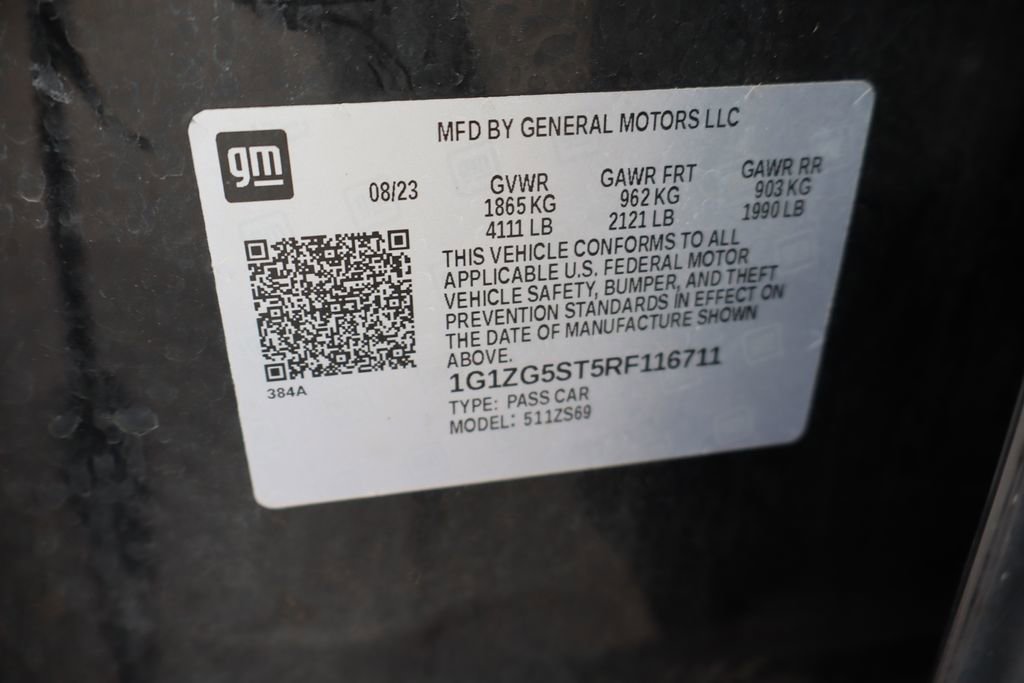 gm
MFD BY GENERAL MOTORS LLC
08/23
GVWR
1865 KG
4111 LB
GAWR FRT
962 KG
2121 LB
GAWR RR
903 KG
1990 LB
THIS VEHICLE CONFORMS TO ALL
APPLICABLE U.S. FEDERAL MOTOR
VEHICLE SAFETY, BUMPER, AND THEFT
PREVENTION STANDARDS IN EFFECT ON
THE DATE OF MANUFACTURE SHOWN
ABOVE.
1G1ZG5ST5RF116711
TYPE: PASS CAR
MODEL: 511ZS69
384A